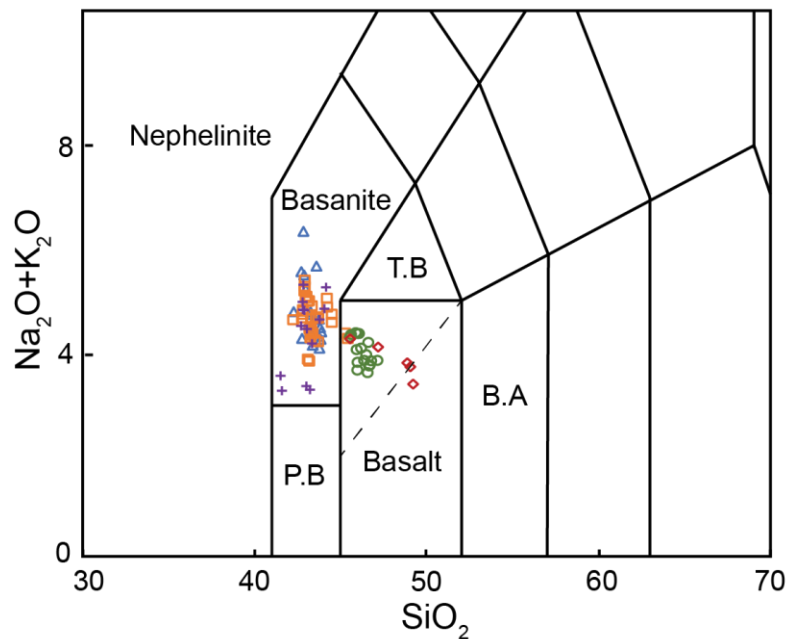 Nephelinite
Basanite
T.B
B.A
P.B
Basalt
8
4
0
30
40
50
60
70
Na₂O+K₂O
SiO₂